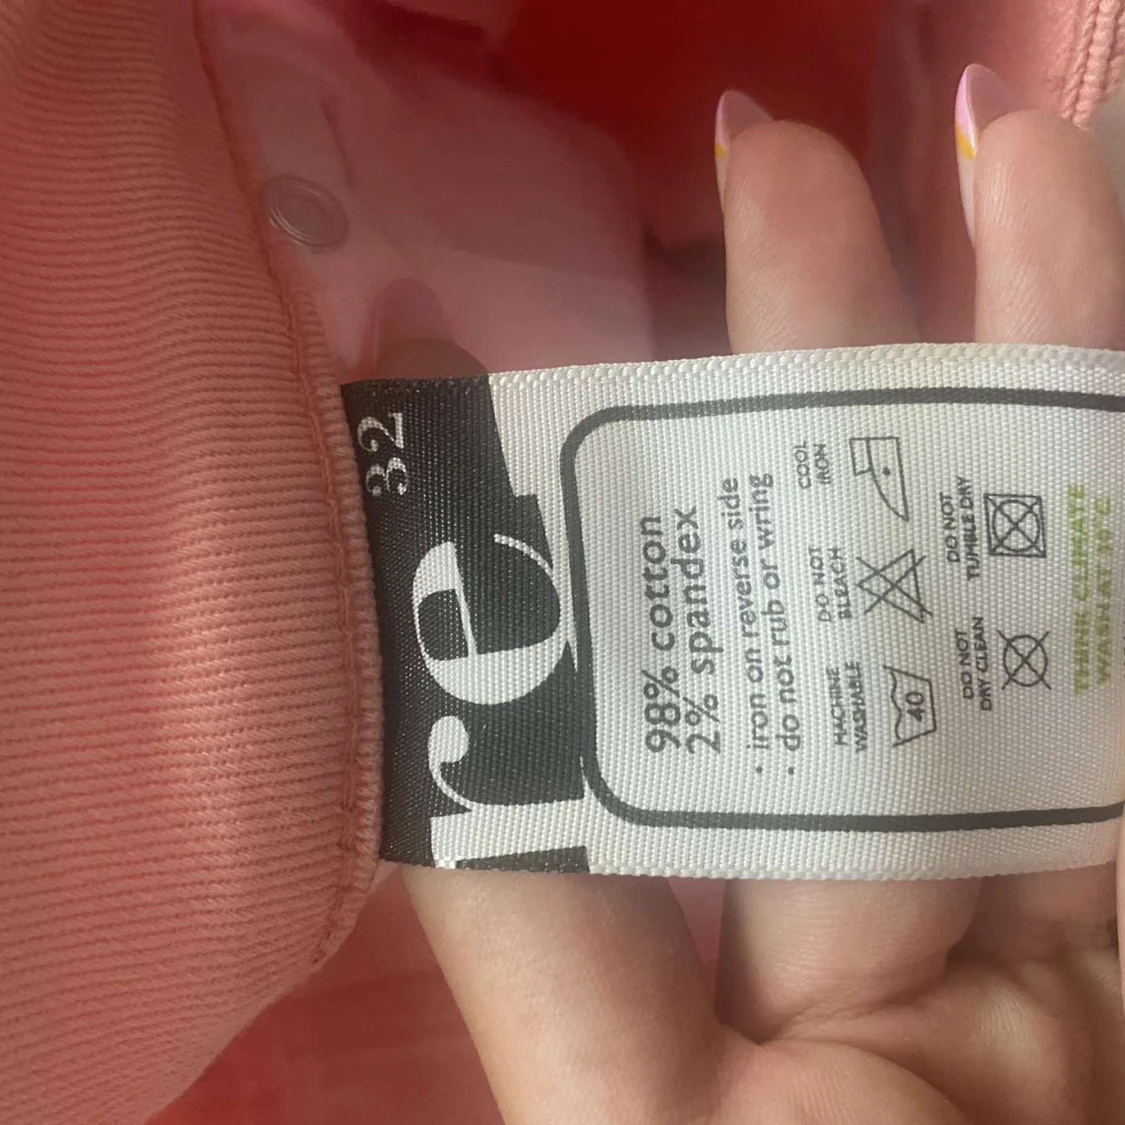 32
re
98% cotton
2% spandex
• iron on reverse side
• do not rub or wring
MACHINE
WASHABLE
40
DO NOT
BLEACH
COOL
IRON
DO NOT
DRY CLEAN
DO NOT
TUMBLE DRY
THINK CLIMATE
WASH AT 30°C